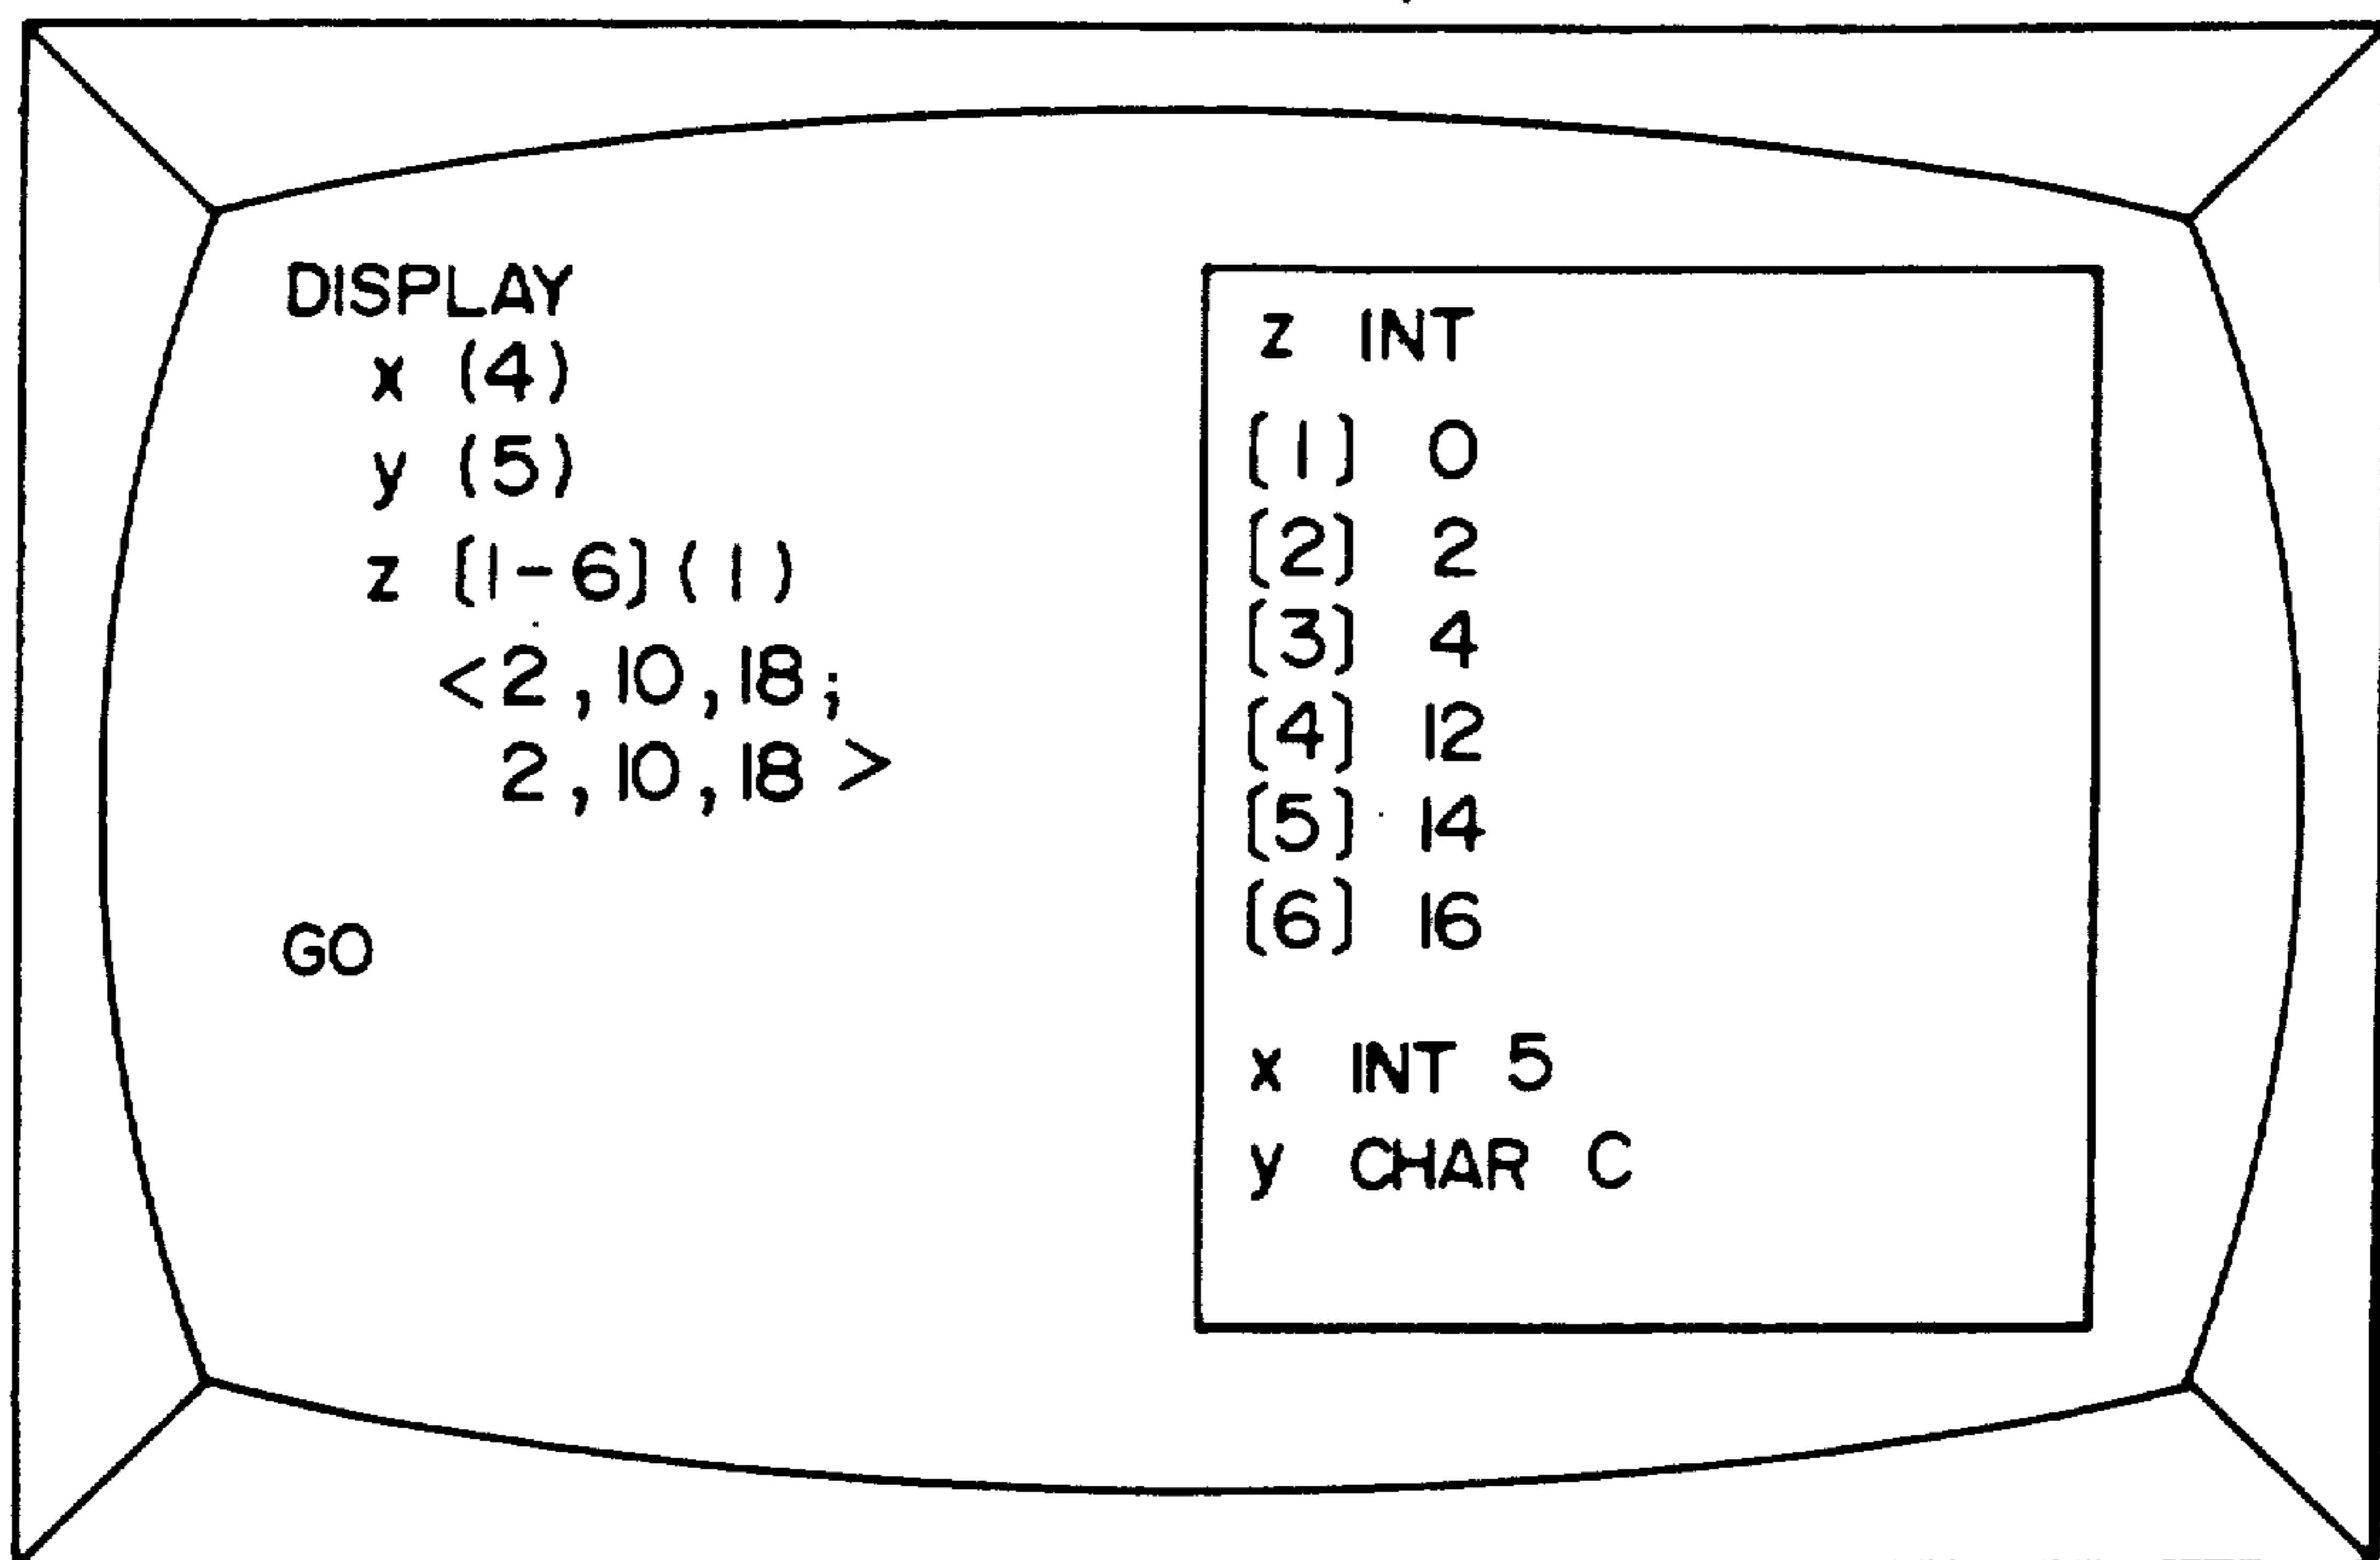 DISPLAY
x (4)
y (5)
z [1-6] (1)
<2,10,18;
2,10,18>
GO
z INT
[1] 0
[2] 2
[3] 4
[4] 12
[5] 14
[6] 16
x INT 5
y CHAR C